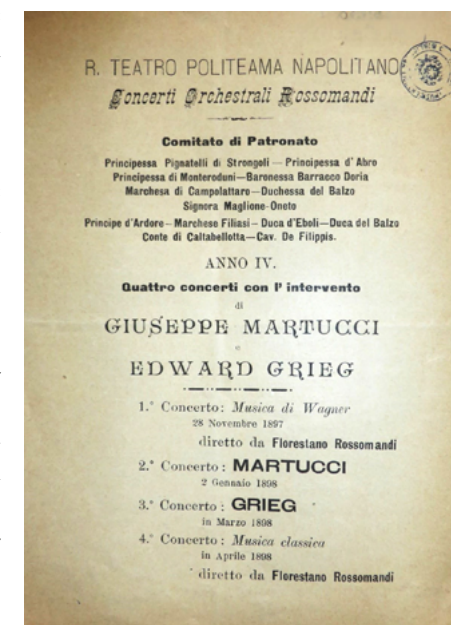 R. TEATRO POLITEAMA NAPOLITANO
Concerti Orchestrali Rossomandi
Comitato di Patronato
Principessa Pignatelli di Strongoli — Principessa d'Abro
Principessa di Monteroduni—Baronessa Barracco Doria
Marchesa di Campolattaro—Duchessa del Balzo
Signora Maglione-Oneto
Principe d'Ardore—Marchese Filiasi—Duca d'Eboli—Duca del Balzo
Conte di Caltabellotta—Cav. De Filippis.
ANNO IV.
Quattro concerti con l'intervento
di
GIUSEPPE MARTUCCI
e
EDWARD GRIEG
1.° Concerto: Musica di Wagner
28 Novembre 1897
diretto da Florestano Rossomandi
2.° Concerto: MARTUCCI
2 Gennaio 1898
3.° Concerto: GRIEG
in Marzo 1898
4.° Concerto: Musica classica
in Aprile 1898
diretto da Florestano Rossomandi